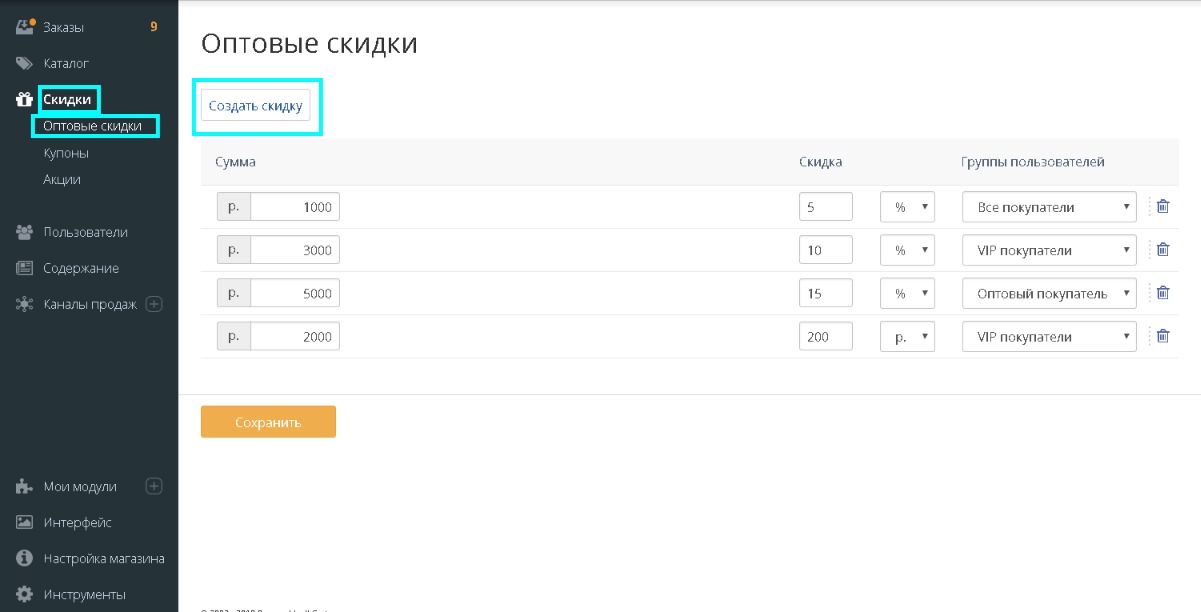 Заказы 9
Каталог
Скидки
Оптовые скидки
Купоны
Акции
Пользователи
Содержание
Каналы продаж
Мои модули
Интерфейс
Настройка магазина
Инструменты
Оптовые скидки
Создать скидку
Сумма Скидка Группы пользователей
р. 1000 5 % Все покупатели
р. 3000 10 % VIP покупатели
р. 5000 15 % Оптовый покупатель
р. 2000 200 р. VIP покупатели
Сохранить